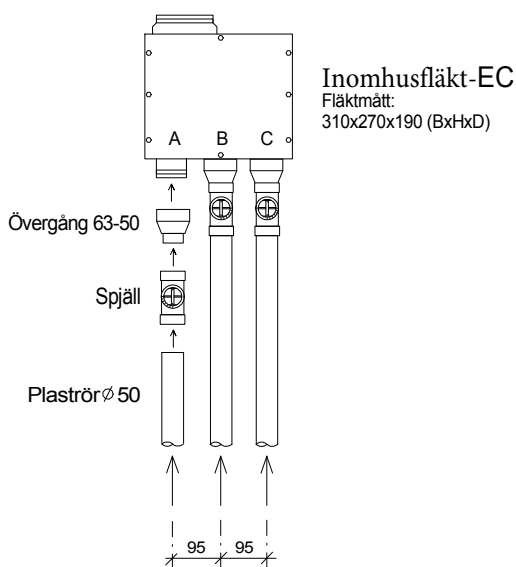 Inomhusfläkt-EC
Fläktmått:
310x270x190 (BxHxD)
A B C
Övergång 63-50
Spjäll
Plaströr Ø 50
95 95